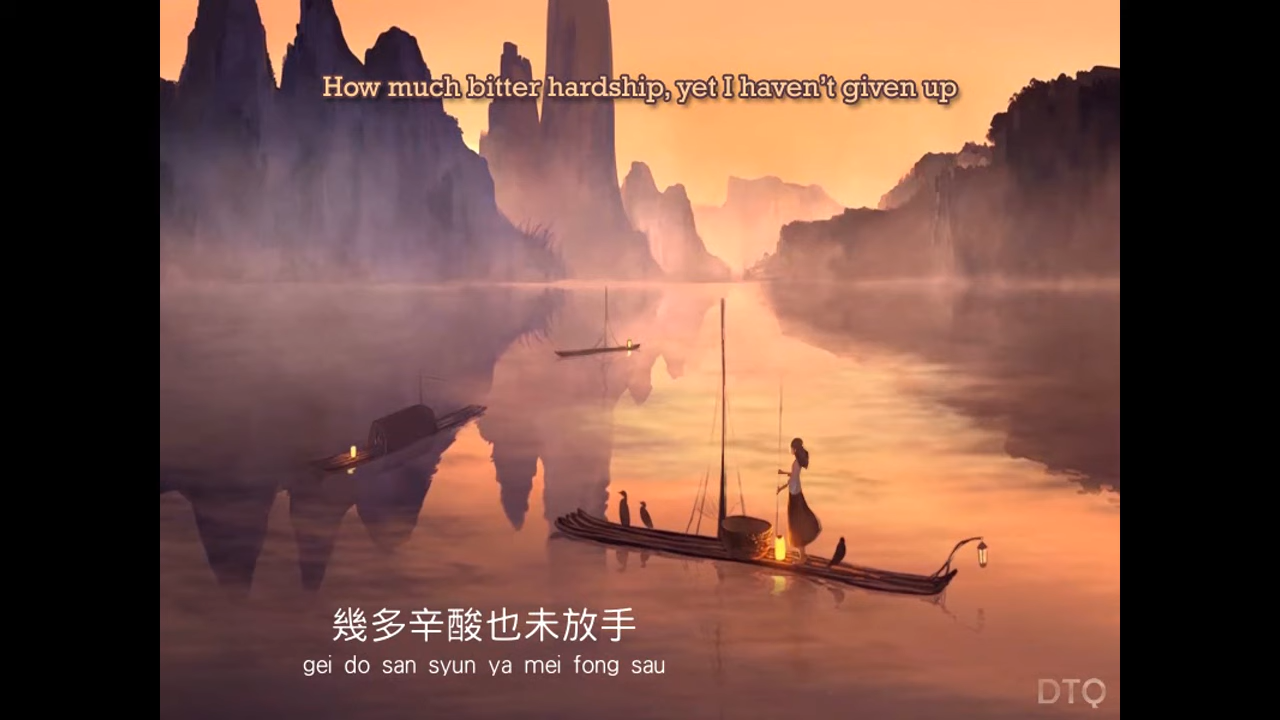 How much bitter hardship, yet I haven't given up
幾多辛酸也未放手
gei do san syun ya mei fong sau
DTQ